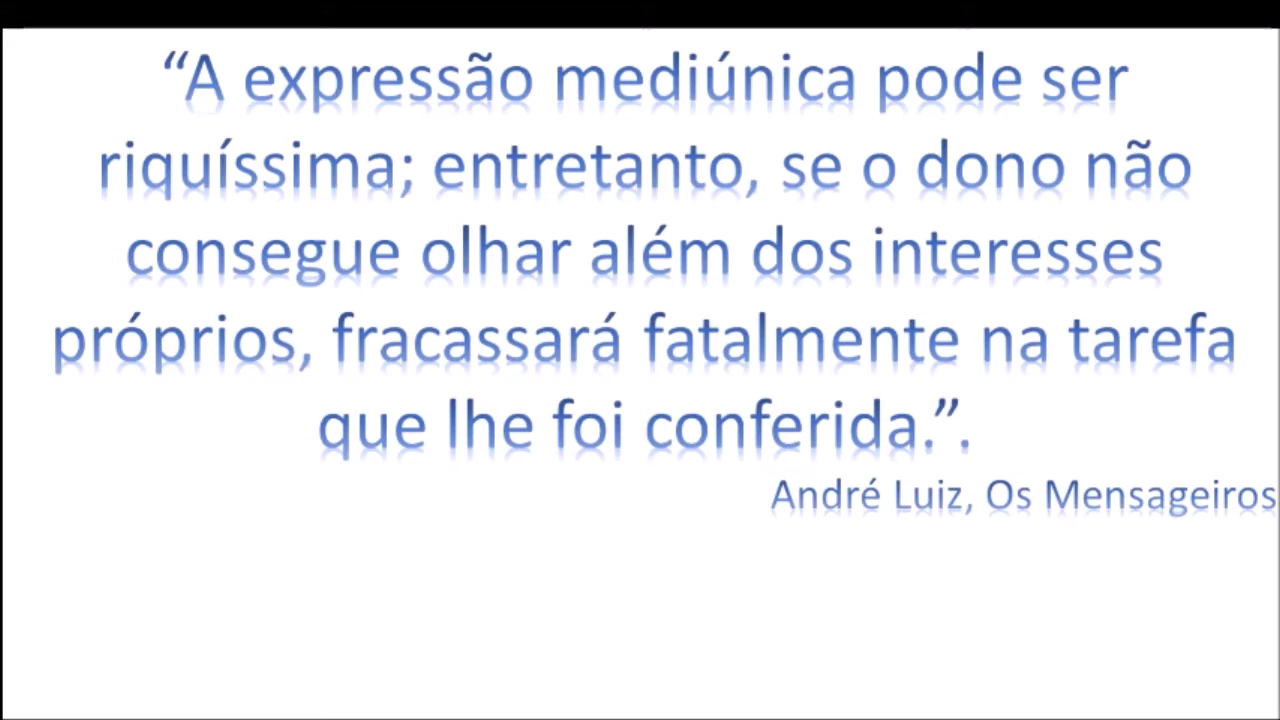 “A expressão mediúnica pode ser
riquíssima; entretanto, se o dono não
consegue olhar além dos interesses
próprios, fracassará fatalmente na tarefa
que lhe foi conferida.”.
André Luiz, Os Mensageiros